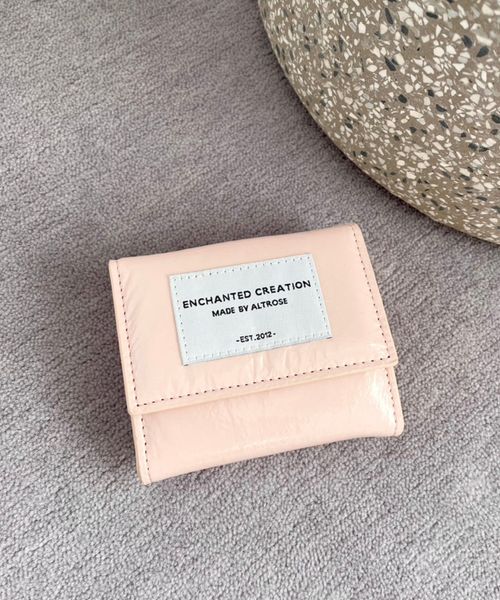 ENCHANTED CREATION
MADE BY ALTROSE
-EST.2012-